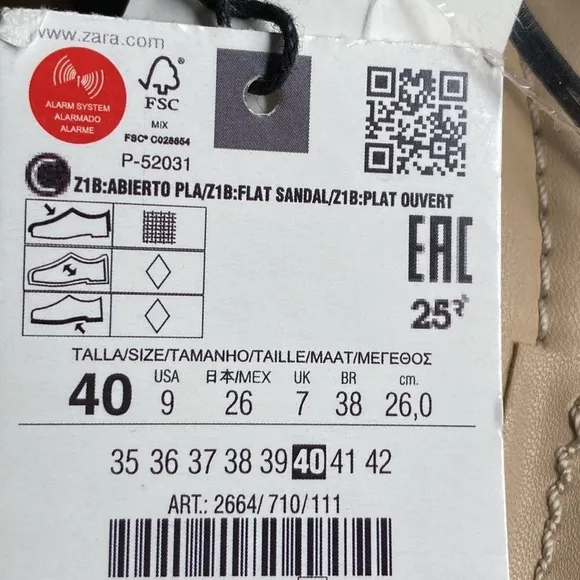 www.zara.com
ALARM SYSTEM
ALARMADO
ALARME
FSC
MIX
FSC® C028654
P-52031
C Z1B:ABIERTO PLA/Z1B:FLAT SANDAL/Z1B:PLAT OUVERT
EAC
25
TALLA/SIZE/TAMANHO/TAILLE/MAAT/ΜΕΓΕΘΟΣ
40 USA 9 日本/MEX 26 UK 7 BR 38 cm. 26,0
35 36 37 38 39 40 41 42
ART.: 2664/710/111